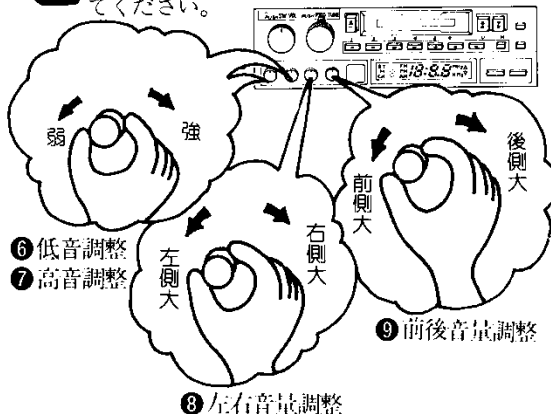 てください。
弱
強
❻低音調整
❼高音調整
左側大
右側大
❽左右音量調整
前側大
後側大
❾前後音量調整